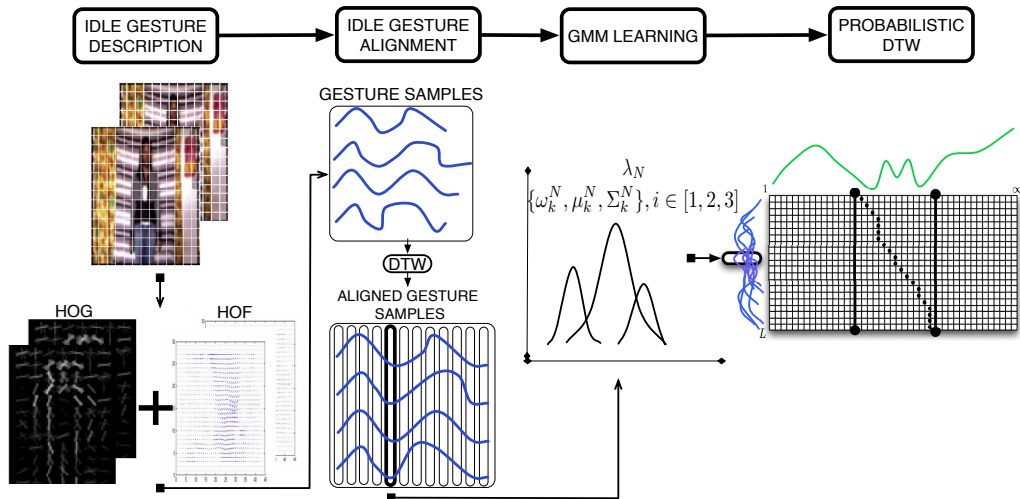 IDLE GESTURE
DESCRIPTION
IDLE GESTURE
ALIGNMENT
GMM LEARNING
PROBABILISTIC
DTW
GESTURE SAMPLES
DTW
ALIGNED GESTURE
SAMPLES
HOG
HOF
λ_N
{ω_k^N, μ_k^N, Σ_k^N}, i ∈ [1, 2, 3]
1
∞
L